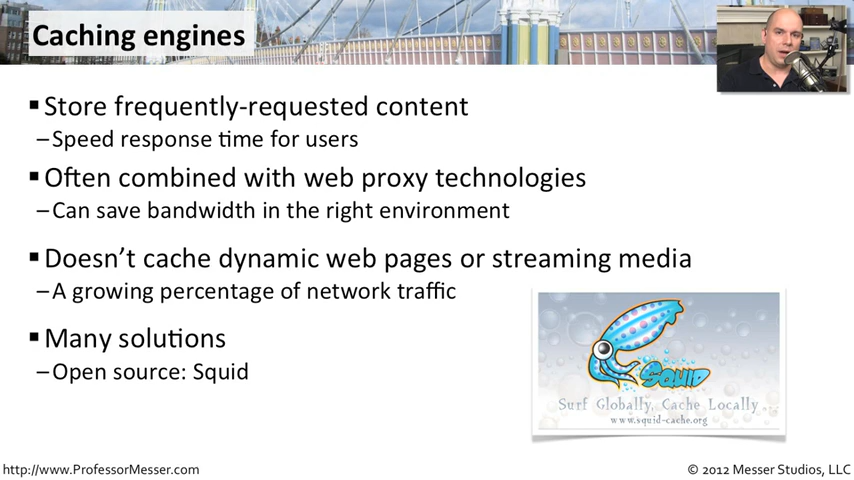 Caching engines
▪Store frequently-requested content
–Speed response time for users
▪Often combined with web proxy technologies
–Can save bandwidth in the right environment
▪Doesn’t cache dynamic web pages or streaming media
–A growing percentage of network traffic
▪Many solutions
–Open source: Squid
SQUID
Surf Globally, Cache Locally
www.squid-cache.org
http://www.ProfessorMesser.com
© 2012 Messer Studios, LLC